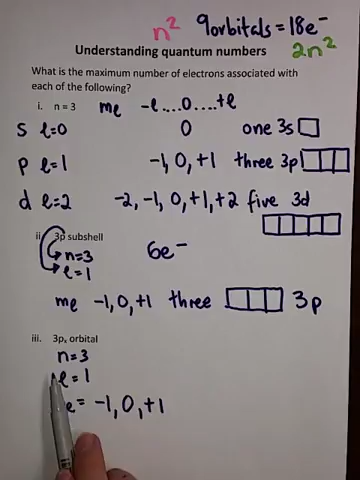 n² 9orbitals = 18e⁻
2n²
Understanding quantum numbers
What is the maximum number of electrons associated with
each of the following?
i. n = 3 mℓ -ℓ....0....+ℓ
s ℓ=0 0 one 3s
p ℓ=1 -1, 0, +1 three 3p
d ℓ=2 -2, -1, 0, +1, +2 five 3d
ii. 3p subshell 6e⁻
n=3
ℓ=1
mℓ -1, 0, +1 three 3p
iii. 3pₓ orbital
n=3
ℓ=1
ℓ= -1, 0, +1